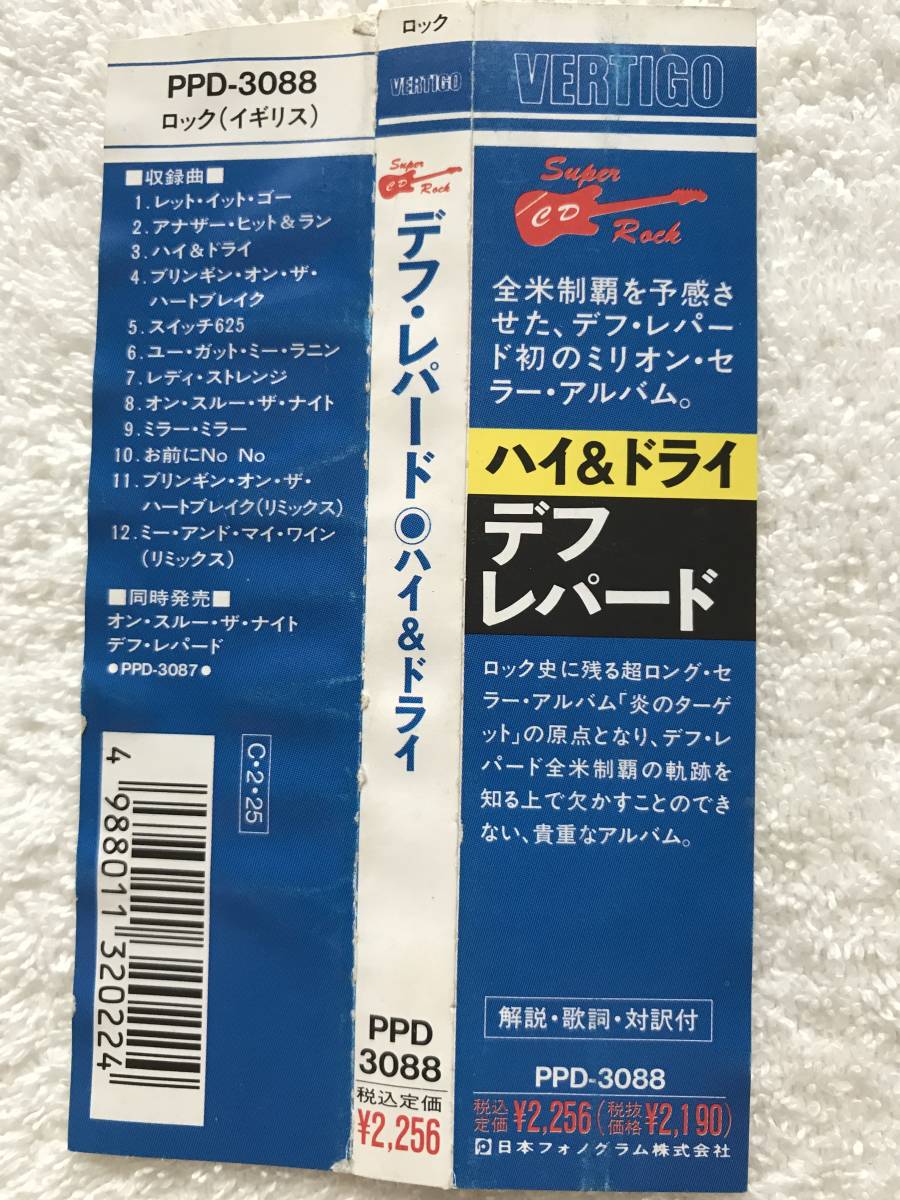 PPD-3088
ロック(イギリス)
■収録曲■
1.レット・イット・ゴー
2.アナザー・ヒット&ラン
3.ハイ&ドライ
4.ブリンギン・オン・ザ・
ハートブレイク
5.スイッチ625
6.ユー・ガット・ミー・ラニン
7.レディ・ストレンジ
8.オン・スルー・ザ・ナイト
9.ミラー・ミラー
10.お前にNo No
11.ブリンギン・オン・ザ・
ハートブレイク(リミックス)
12.ミー・アンド・マイ・ワイン
(リミックス)
■同時発売■
オン・スルー・ザ・ナイト
デフ・レパード
●PPD-3087●
C・2・25
4 988011 320224
ロック
VERTIGO
Super
CD
Rock
デフ・レパード◉ハイ&ドライ
PPD
3088
税込定価
¥2,256
VERTIGO
Super
CD
Rock
全米制覇を予感さ
せた、デフ・レパー
ド初のミリオン・セ
ラー・アルバム。
ハイ&ドライ
デフ
レパード
ロック史に残る超ロング・セ
ラー・アルバム「炎のターゲ
ット」の原点となり、デフ・レ
パード全米制覇の軌跡を
知る上で欠かすことのでき
ない、貴重なアルバム。
解説・歌詞・対訳付
PPD-3088
税込定価¥2,256(税抜価格¥2,190)
日本フォノグラム株式会社